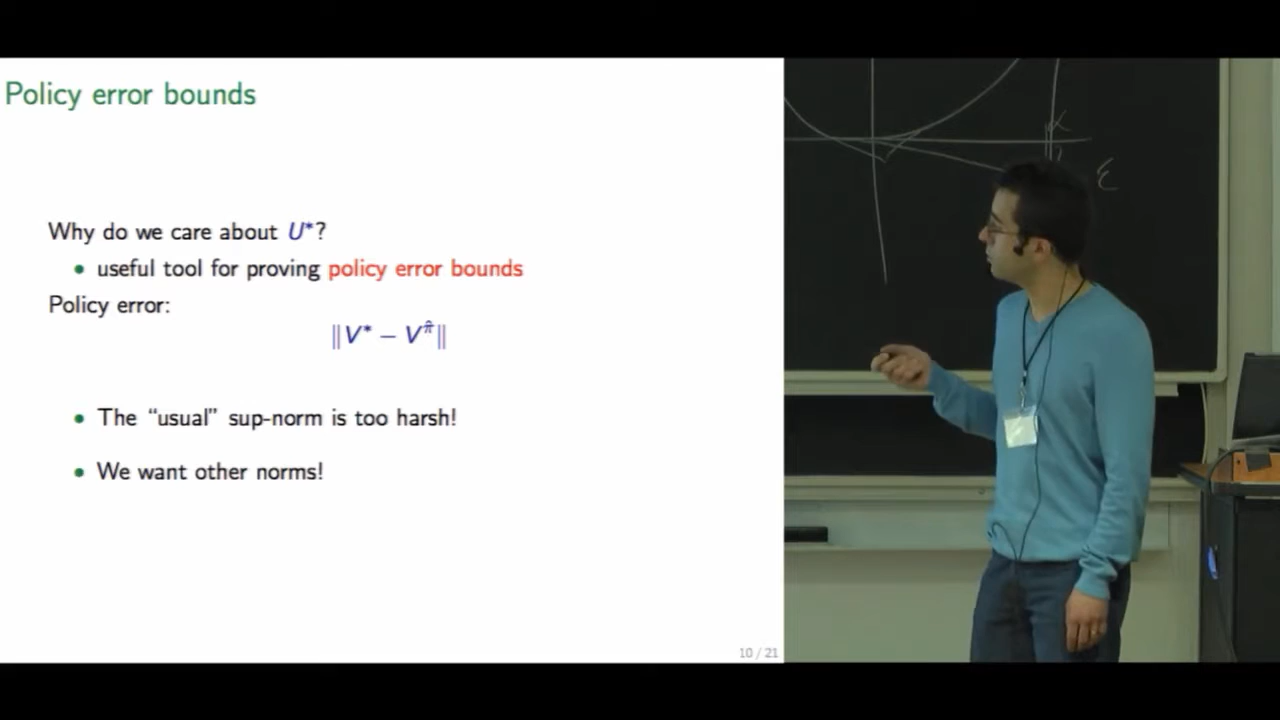 Policy error bounds
Why do we care about U*?
• useful tool for proving policy error bounds
Policy error:
‖V* − V^π̂‖
• The “usual” sup-norm is too harsh!
• We want other norms!
10 / 21
ε